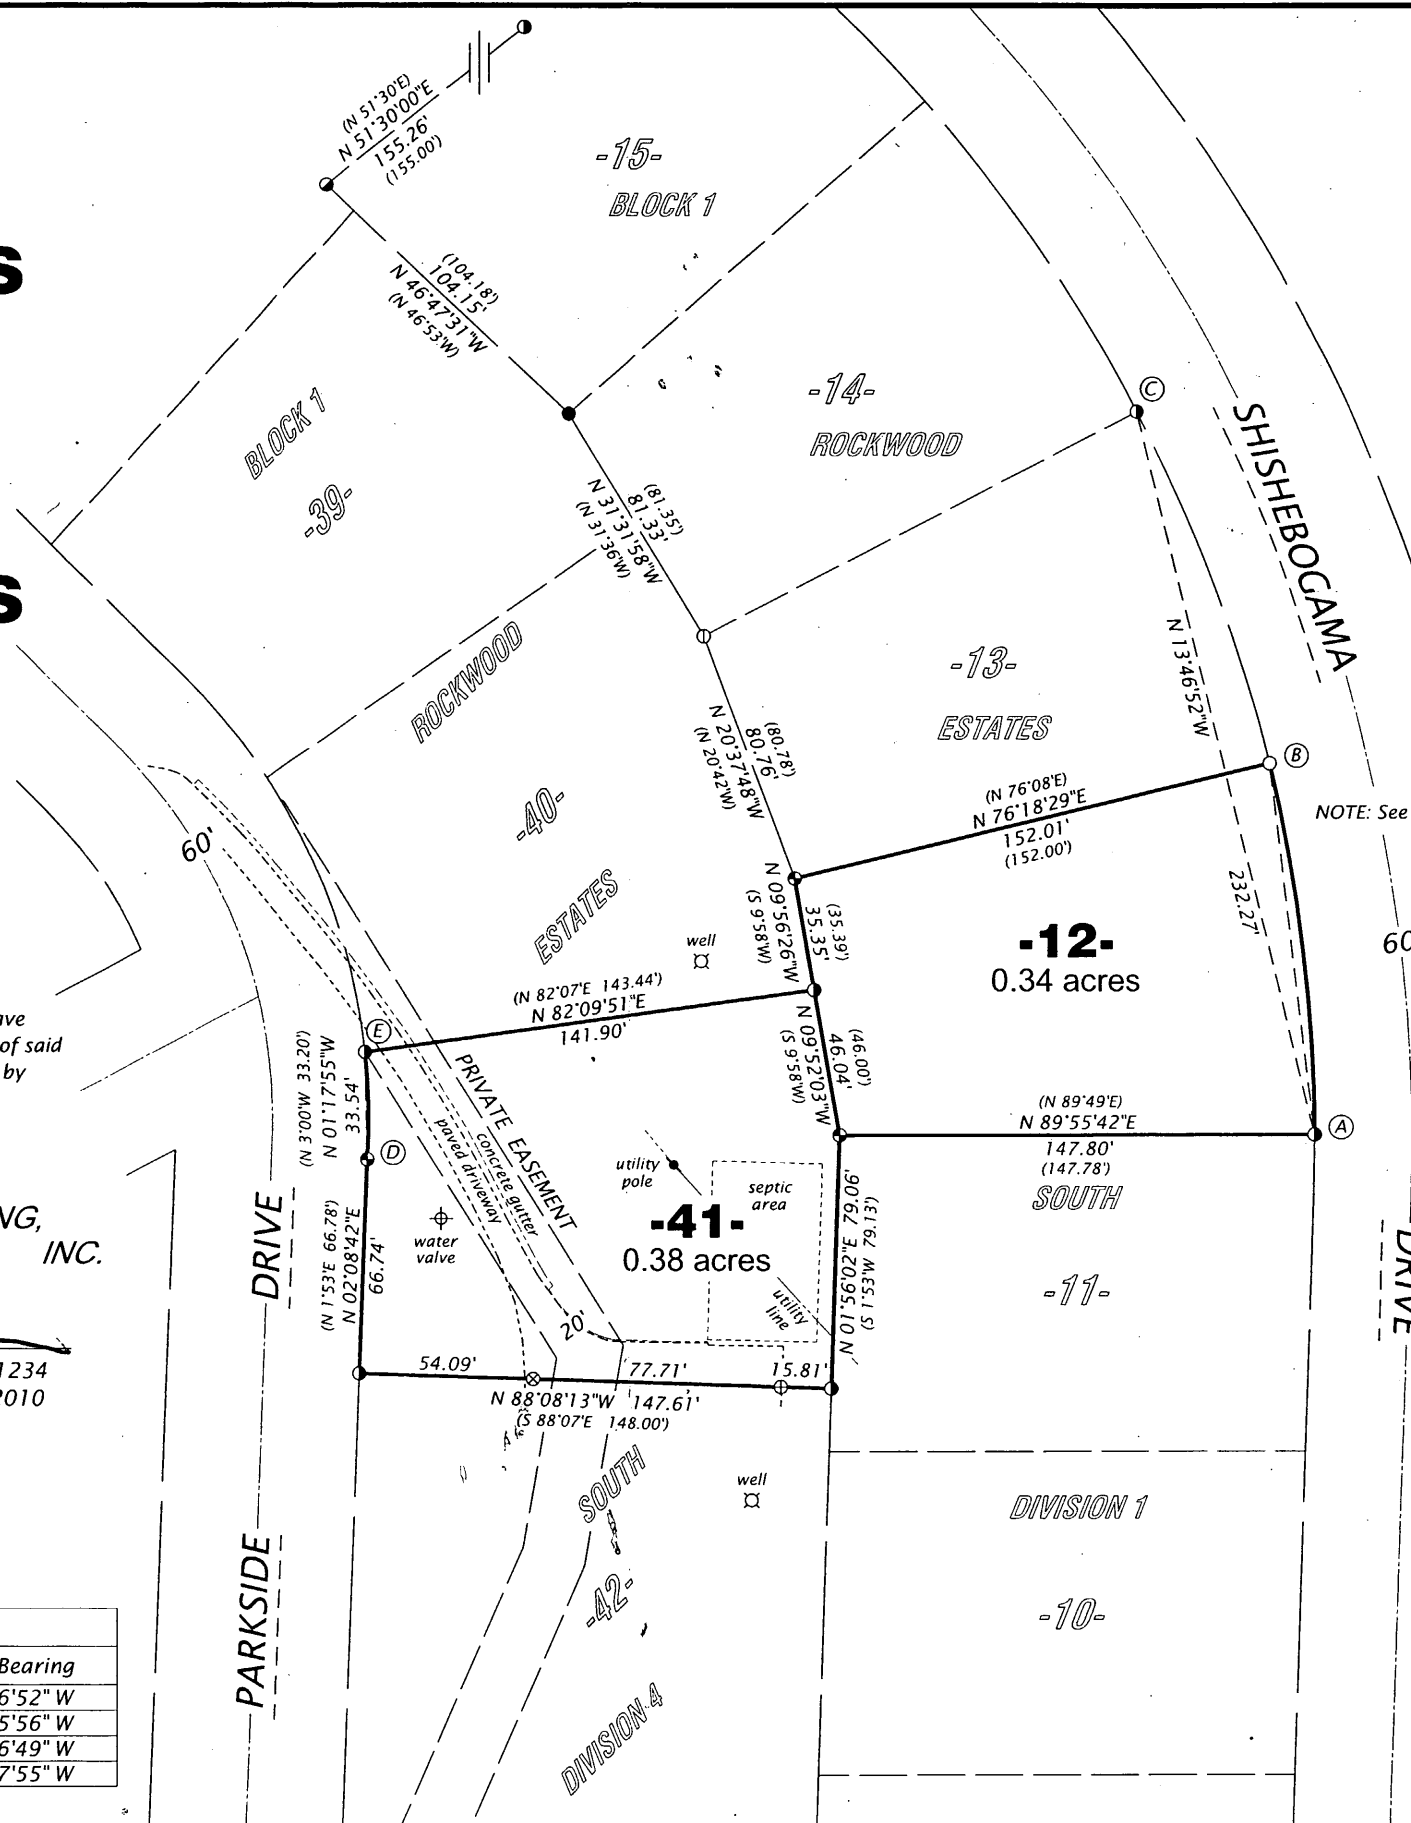 (N 51°30'E)
N 51°30'00"E
155.26'
(155.00')
-15-
BLOCK 1
S
(104.18')
104.15'
N 46°47'31"W
(N 46°53'W)
BLOCK 1
-39-
-14-
ROCKWOOD
C
SHISHEBOGAMA
(81.35')
81.33'
N 31°31'58"W
(N 31°36'W)
S
ROCKWOOD
-13-
ESTATES
N 13°46'52"W
232.27'
(80.78')
80.76'
N 20°37'48"W
(N 20°42'W)
B
(N 76°08'E)
N 76°18'29"E
152.01'
(152.00')
NOTE: See
60'
-40-
ESTATES
well
(35.39')
35.35'
N 09°56'26"W
(S 9°58'W)
-12-
0.34 acres
60
(N 82°07'E 143.44')
N 82°09'51"E
141.90'
ave
of said
by
E
(N 3°00'W 33.20')
N 01°17'55"W
33.54'
D
PRIVATE EASEMENT
concrete gutter
paved driveway
(46.00')
46.04'
N 09°52'03"W
(S 9°58'W)
(N 89°49'E)
N 89°55'42"E
147.80'
(147.78')
A
SOUTH
utility
pole
septic
area
-41-
0.38 acres
water
valve
utility
line
N 01°56'02"E 79.06'
(S 1°53'W 79.13')
(N 1°53'E 66.78')
N 02°08'42"E
66.74'
NG,
INC.
DRIVE
-11-
DRIVE
20'
1234
2010
54.09'
77.71'
15.81'
N 88°08'13"W 147.61'
(S 88°07'E 148.00')
SOUTH
well
DIVISION 1
-42-
-10-
PARKSIDE
DIVISION 4
Bearing
6'52" W
5'56" W
6'49" W
7'55" W